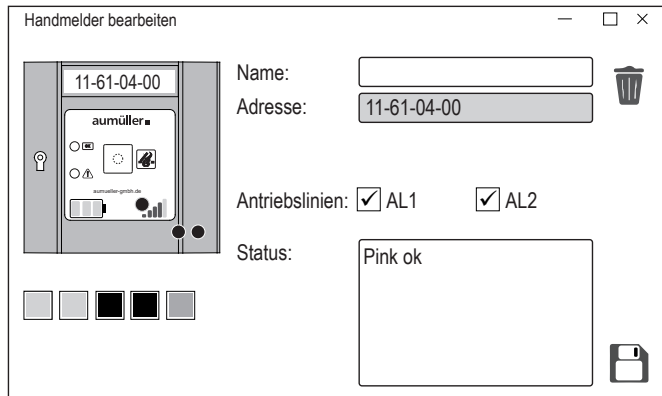 Handmelder bearbeiten
11-61-04-00
aumüller
aumueller-gmbh.de
Name:
Adresse: 11-61-04-00
Antriebslinien: AL1 AL2
Status: Pink ok